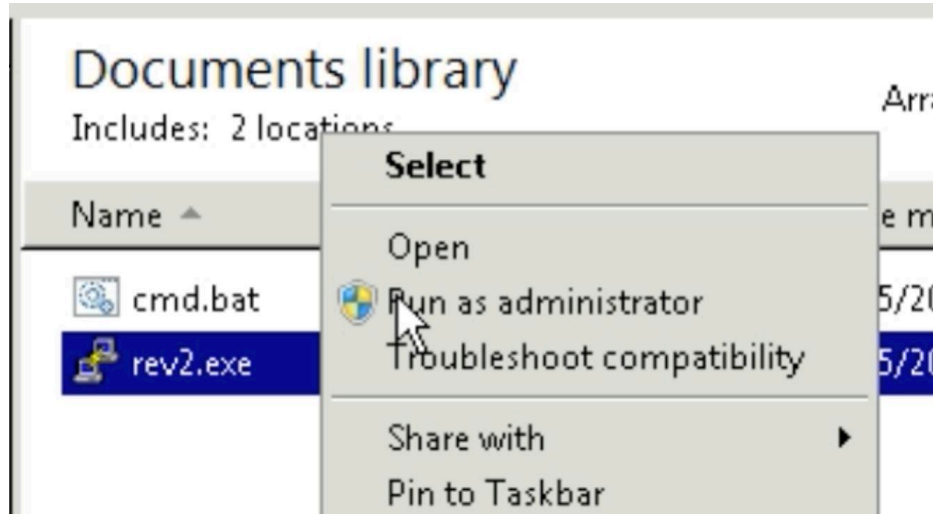 Documents library
Includes: 2 locations
Arra
Select
Name
e m
Open
cmd.bat
Run as administrator
5/20
rev2.exe
Troubleshoot compatibility
5/20
Share with
Pin to Taskbar